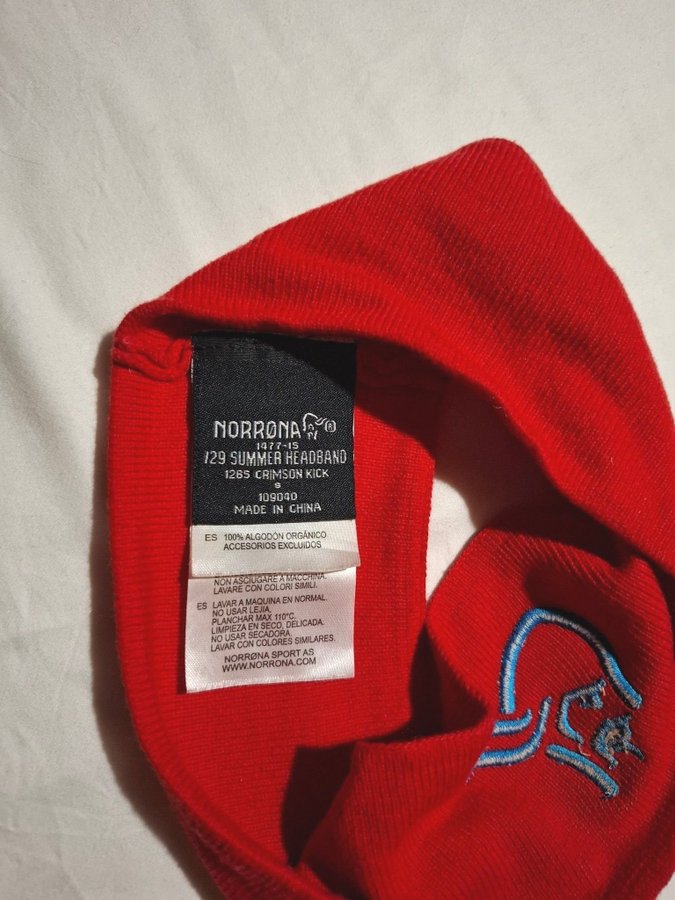 NORRØNA ®
1477-15
/29 SUMMER HEADBAND
1265 CRIMSON KICK
S
109040
MADE IN CHINA
ES 100% ALGODÓN ORGÁNICO
ACCESORIOS EXCLUIDOS
NON ASCIUGARE A MACCHINA.
LAVARE CON COLORI SIMILI.
ES LAVAR A MAQUINA EN NORMAL.
NO USAR LEJIA.
PLANCHAR MAX 110°C.
LIMPIEZA EN SECO, DELICADA.
NO USAR SECADORA.
LAVAR CON COLORES SIMILARES.
NORRØNA SPORT AS
WWW.NORRONA.COM